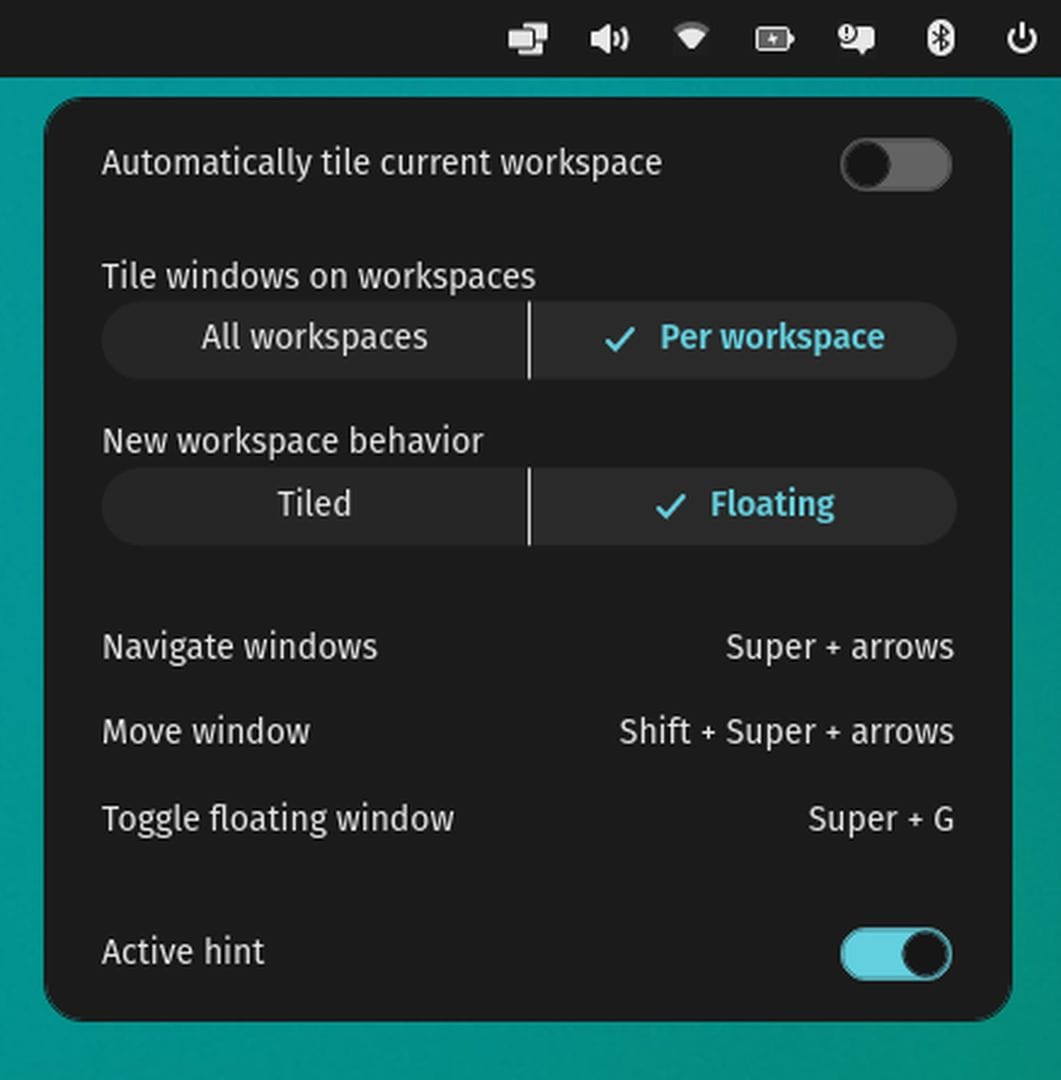 Automatically tile current workspace
Tile windows on workspaces
All workspaces Per workspace
New workspace behavior
Tiled Floating
Navigate windows Super + arrows
Move window Shift + Super + arrows
Toggle floating window Super + G
Active hint